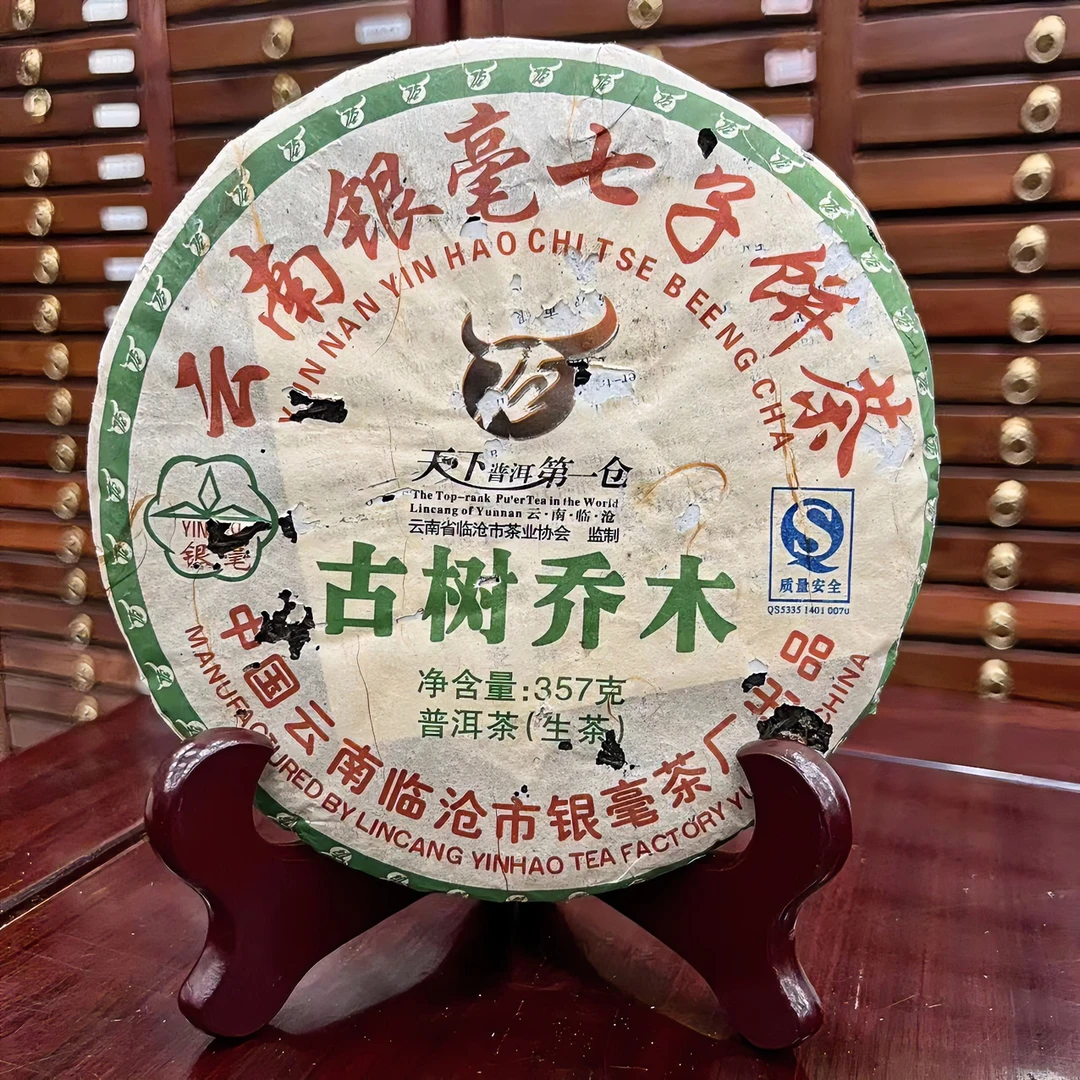 云南银毫七子饼茶
YUNNAN YIN HAO CHI TSE BEENG CHA
天下普洱第一仓
The Top-rank Pu'er Tea in the World
Lincang of Yunnan 云·南·临·沧
云南省临沧市茶业协会 监制
银毫
质量安全
QS5335 1401 0070
古树乔木
净含量:357克
普洱茶(生茶)
中国云南临沧市银毫茶厂 品
MANUFACTURED BY LINCANG YINHAO TEA FACTORY CHINA